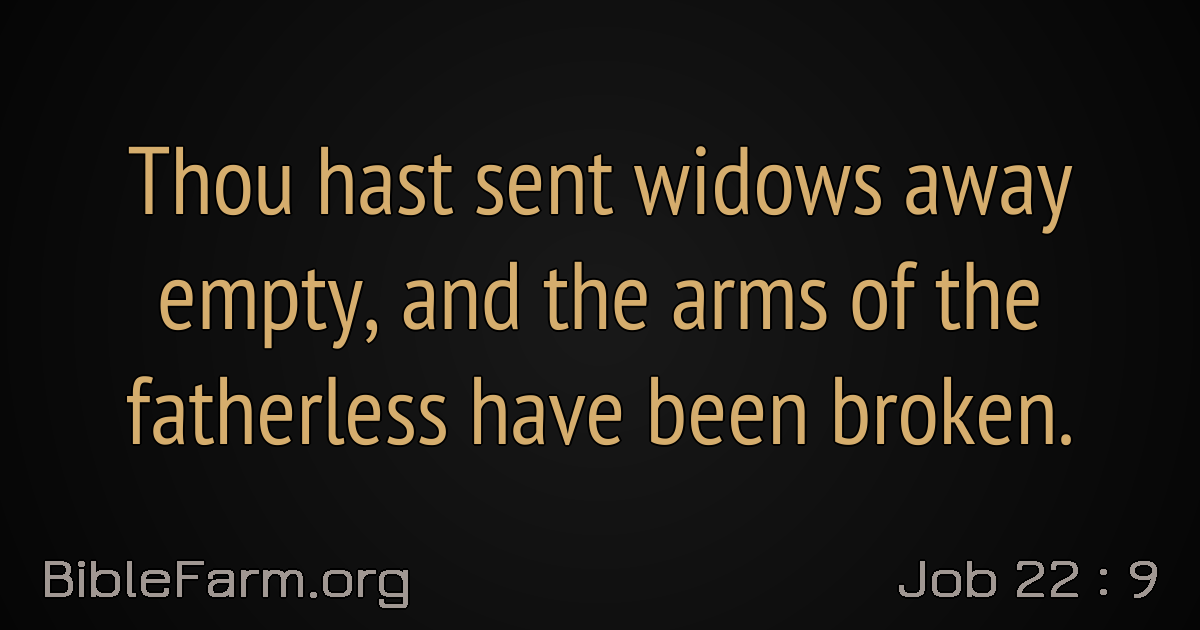 Thou hast sent widows away
empty, and the arms of the
fatherless have been broken.
BibleFarm.org
Job 22 : 9